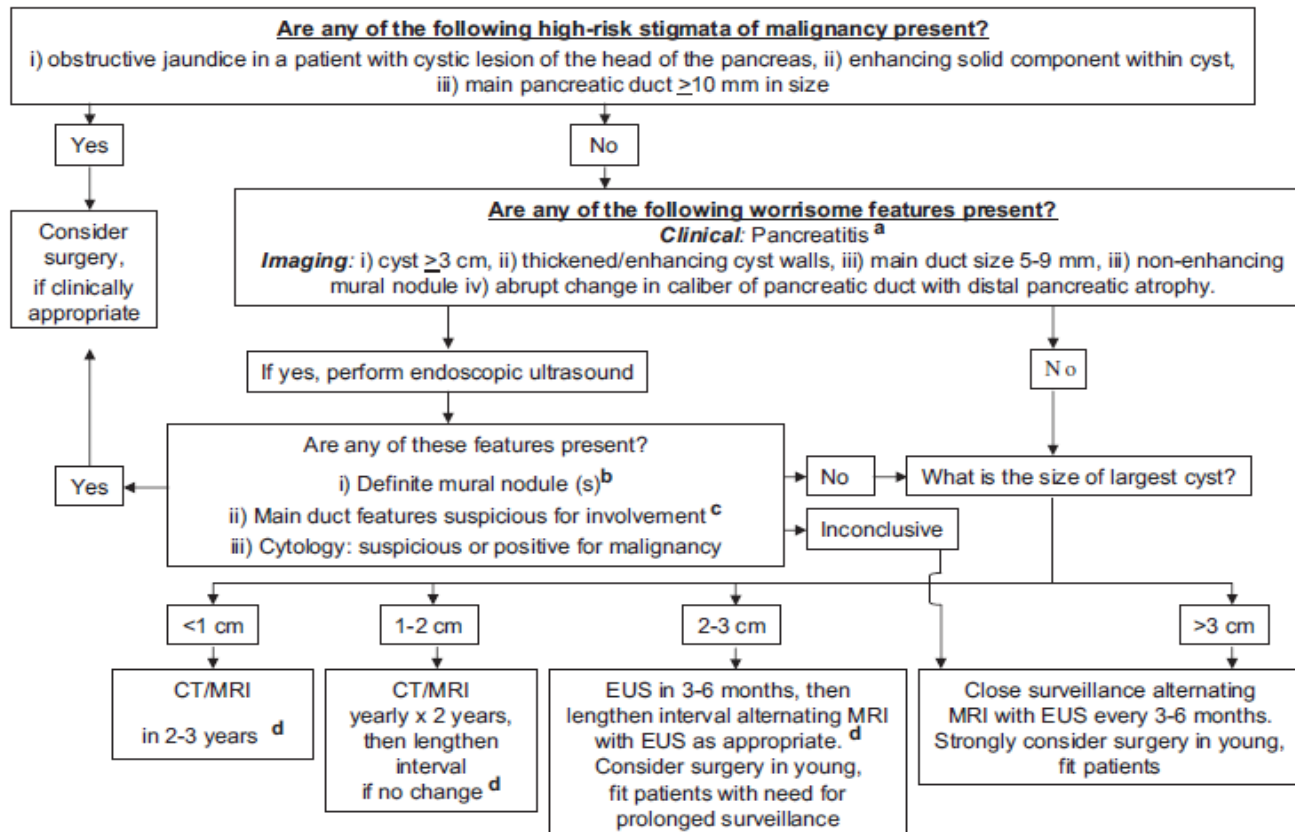 Are any of the following high-risk stigmata of malignancy present?
i) obstructive jaundice in a patient with cystic lesion of the head of the pancreas, ii) enhancing solid component within cyst,
iii) main pancreatic duct ≥10 mm in size
Yes
No
Consider
surgery,
if clinically
appropriate
Are any of the following worrisome features present?
Clinical: Pancreatitis a
Imaging: i) cyst ≥3 cm, ii) thickened/enhancing cyst walls, iii) main duct size 5-9 mm, iii) non-enhancing
mural nodule iv) abrupt change in caliber of pancreatic duct with distal pancreatic atrophy.
If yes, perform endoscopic ultrasound
No
Are any of these features present?
i) Definite mural nodule (s)b
ii) Main duct features suspicious for involvement c
iii) Cytology: suspicious or positive for malignancy
Yes
No
What is the size of largest cyst?
Inconclusive
<1 cm
1-2 cm
2-3 cm
>3 cm
CT/MRI
in 2-3 years d
CT/MRI
yearly x 2 years,
then lengthen
interval
if no change d
EUS in 3-6 months, then
lengthen interval alternating MRI
with EUS as appropriate. d
Consider surgery in young,
fit patients with need for
prolonged surveillance
Close surveillance alternating
MRI with EUS every 3-6 months.
Strongly consider surgery in young,
fit patients